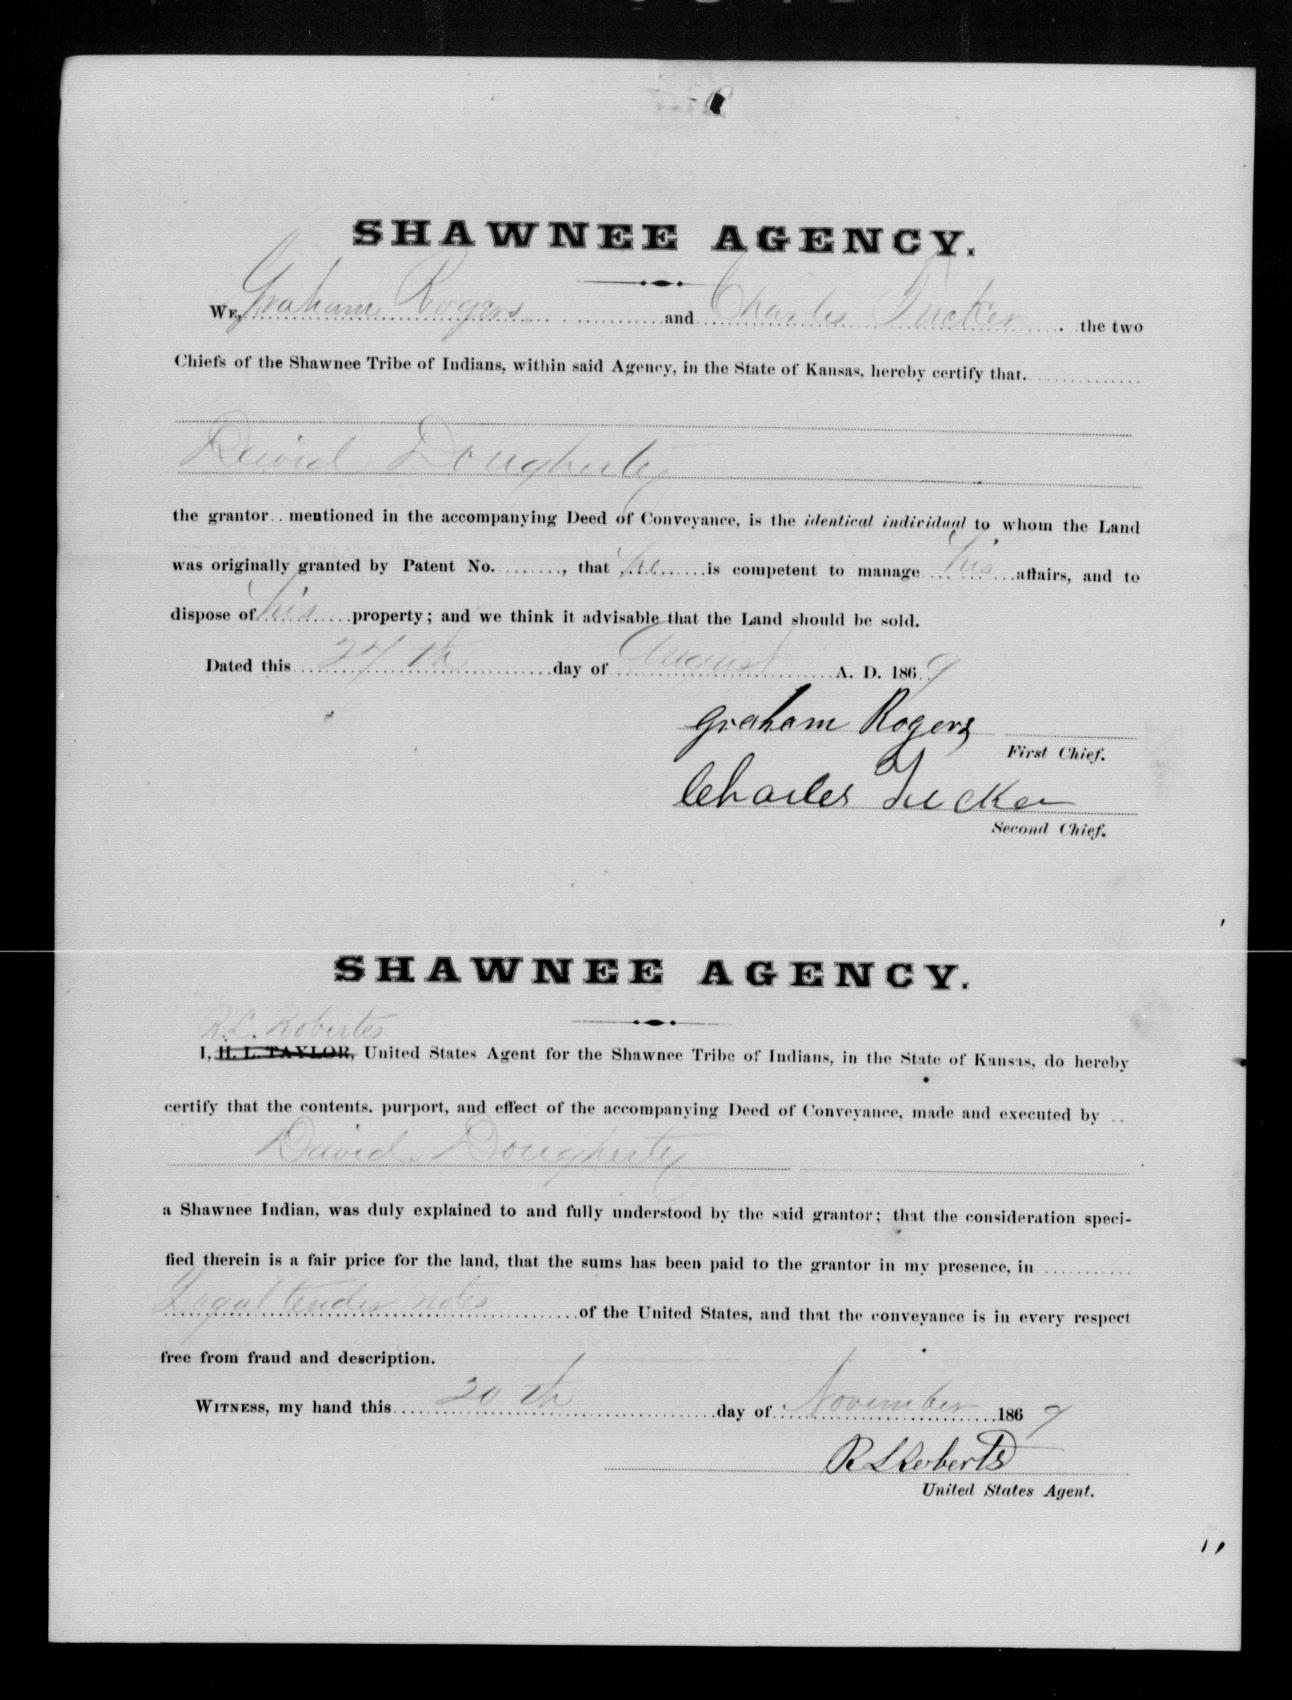 SHAWNEE AGENCY.
WE, Graham Rogers and Charles Tucker the two
Chiefs of the Shawnee Tribe of Indians, within said Agency, in the State of Kansas, hereby certify that
David Dougherty
the grantor mentioned in the accompanying Deed of Conveyance, is the identical individual to whom the Land
was originally granted by Patent No. , that he is competent to manage his affairs, and to
dispose of his property; and we think it advisable that the Land should be sold.
Dated this 24th day of August A. D. 1869
Graham Rogers
First Chief.
Charles Tucker
Second Chief.
SHAWNEE AGENCY.
R. L. Roberts
I, H. L. TAYLOR, United States Agent for the Shawnee Tribe of Indians, in the State of Kansas, do hereby
certify that the contents, purport, and effect of the accompanying Deed of Conveyance, made and executed by
David Dougherty
a Shawnee Indian, was duly explained to and fully understood by the said grantor; that the consideration speci-
fied therein is a fair price for the land, that the sums has been paid to the grantor in my presence, in
Legal tender notes of the United States, and that the conveyance is in every respect
free from fraud and description.
WITNESS, my hand this 20th day of November 1869
R L Roberts
United States Agent.